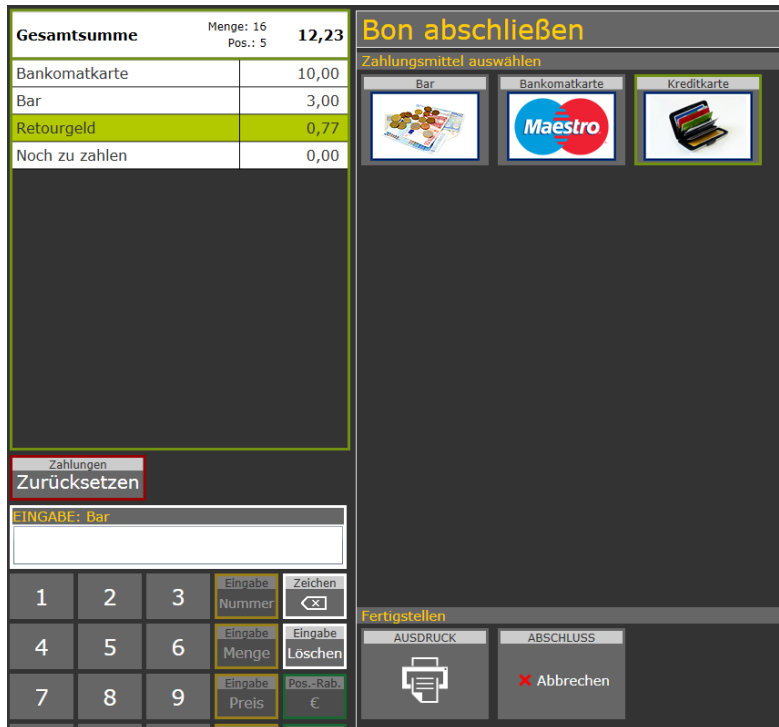 Gesamtsumme Menge: 16 Pos.: 5 12,23
Bankomatkarte 10,00
Bar 3,00
Retourgeld 0,77
Noch zu zahlen 0,00
Zahlungen
Zurücksetzen
EINGABE: Bar
1 2 3 Eingabe Nummer Zeichen
4 5 6 Eingabe Menge Eingabe Löschen
7 8 9 Eingabe Preis Pos.-Rab. €
Bon abschließen
Zahlungsmittel auswählen
Bar Bankomatkarte Kreditkarte
Maestro
Fertigstellen
AUSDRUCK ABSCHLUSS
Abbrechen